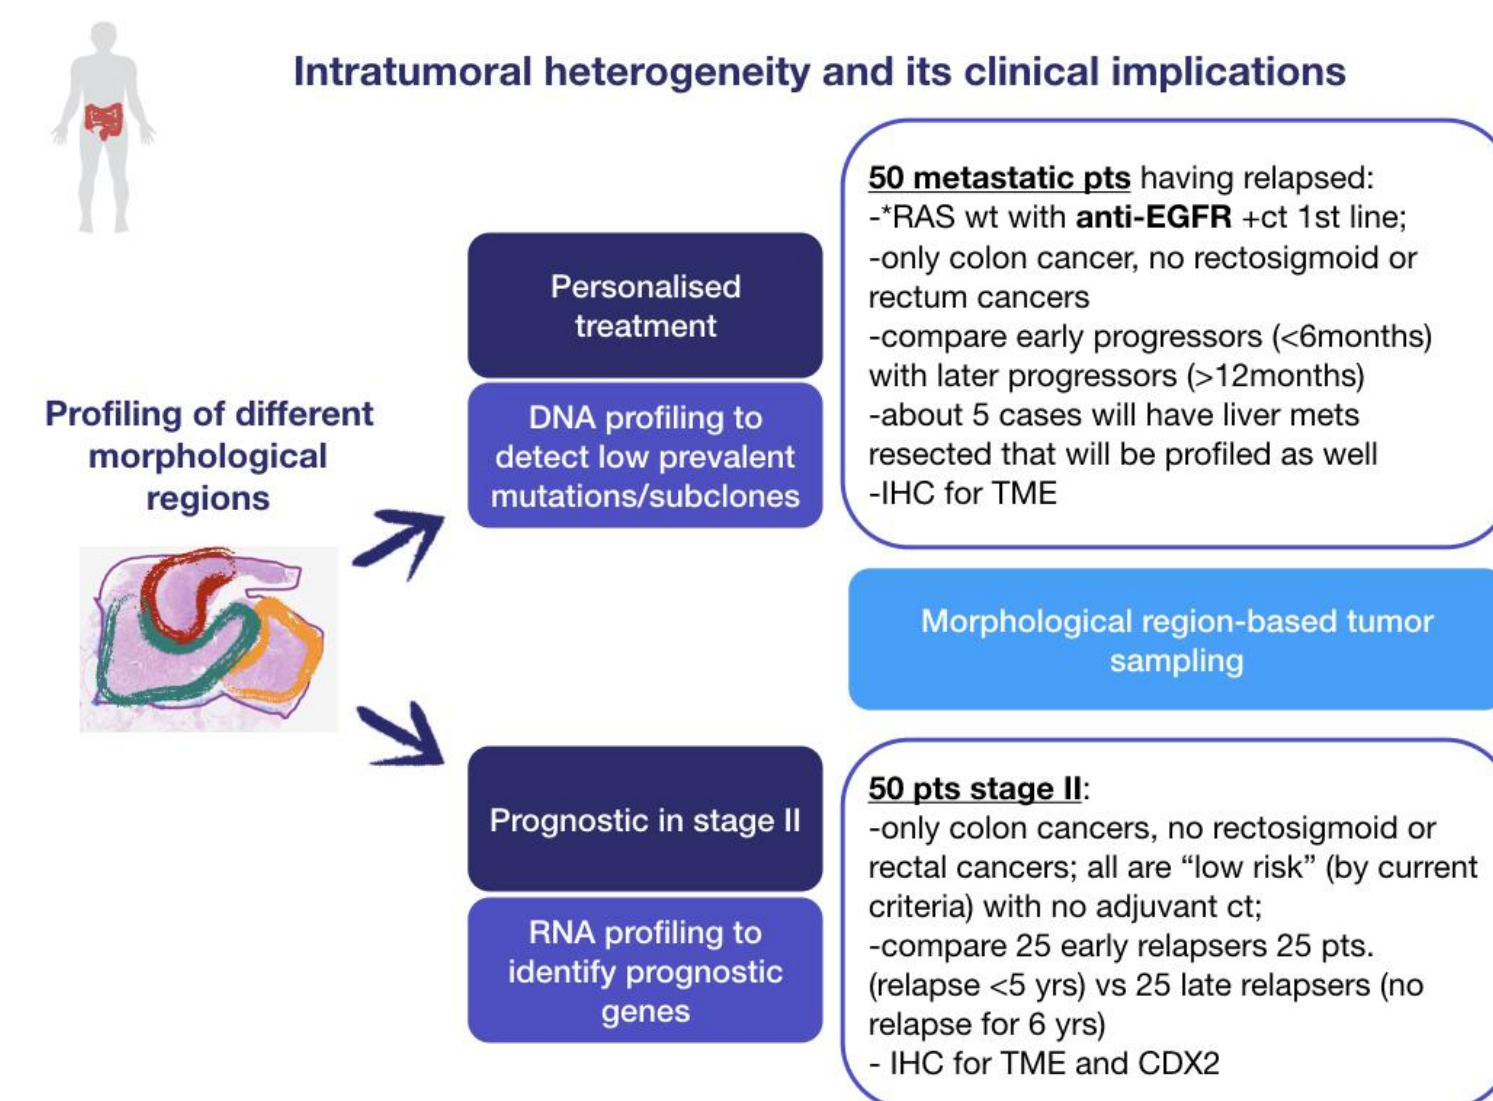 Intratumoral heterogeneity and its clinical implications
Profiling of different
morphological
regions
Personalised
treatment
DNA profiling to
detect low prevalent
mutations/subclones
50 metastatic pts having relapsed:
-*RAS wt with anti-EGFR +ct 1st line;
-only colon cancer, no rectosigmoid or
rectum cancers
-compare early progressors (<6months)
with later progressors (>12months)
-about 5 cases will have liver mets
resected that will be profiled as well
-IHC for TME
Morphological region-based tumor
sampling
Prognostic in stage II
RNA profiling to
identify prognostic
genes
50 pts stage II:
-only colon cancers, no rectosigmoid or
rectal cancers; all are “low risk” (by current
criteria) with no adjuvant ct;
-compare 25 early relapsers 25 pts.
(relapse <5 yrs) vs 25 late relapsers (no
relapse for 6 yrs)
- IHC for TME and CDX2